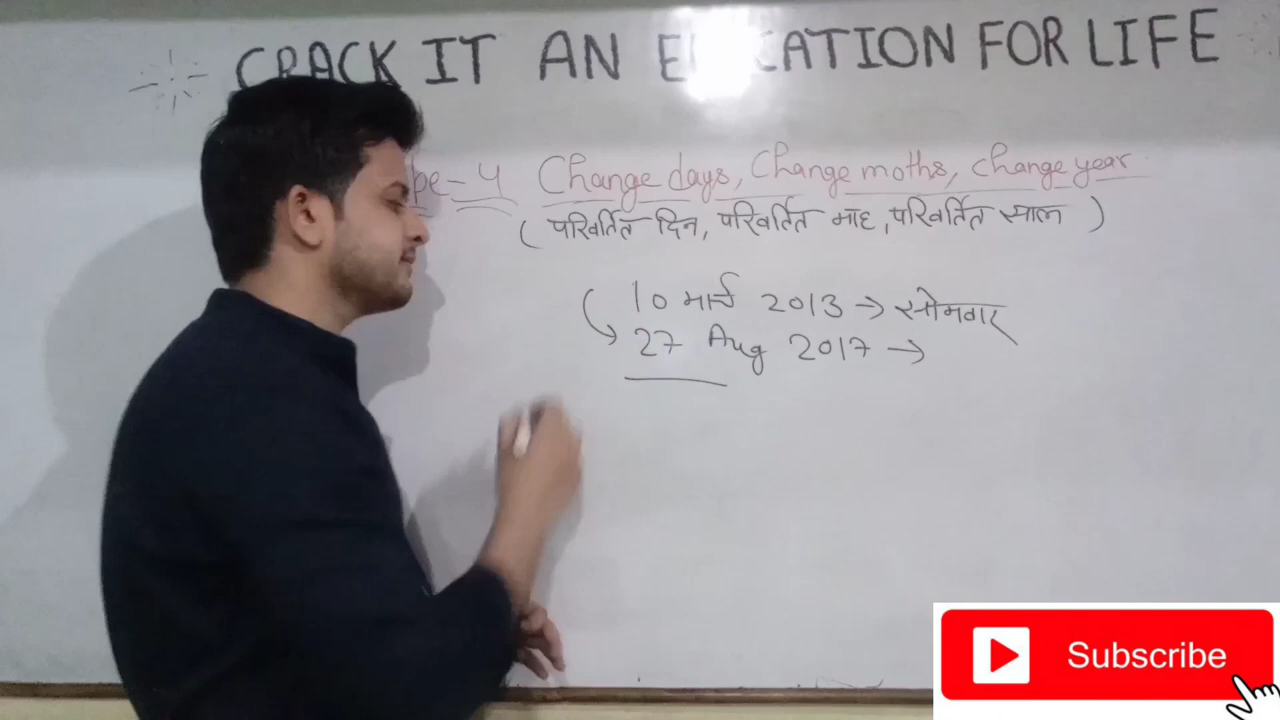 CRACK IT AN FOR LIFE
4 Change days, Change moths, change year
( परिवर्तित दिन, परिवर्तित माह, परिवर्तित साल )
10 मार्च 2013 → सोमवार
27 Aug 2017 →
Subscribe